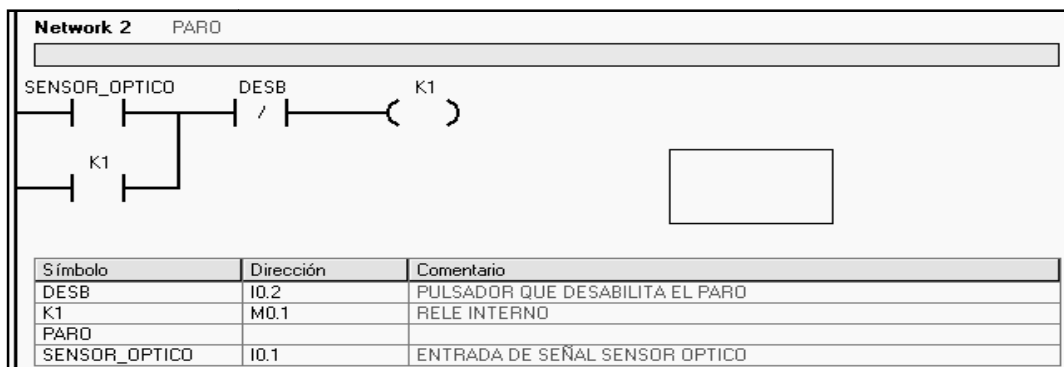 Network 2 PARO
SENSOR_OPTICO DESB K1
/
K1
Símbolo Dirección Comentario
DESB I0.2 PULSADOR QUE DESABILITA EL PARO
K1 M0.1 RELE INTERNO
PARO
SENSOR_OPTICO I0.1 ENTRADA DE SEÑAL SENSOR OPTICO